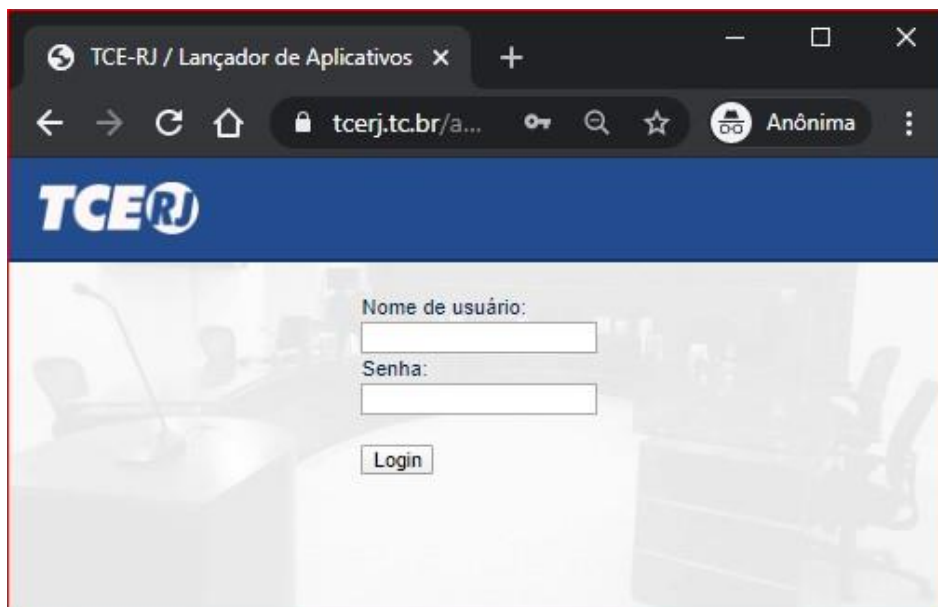 TCE-RJ / Lançador de Aplicativos
tcerj.tc.br/a...
Anônima
TCERJ
Nome de usuário:
Senha:
Login